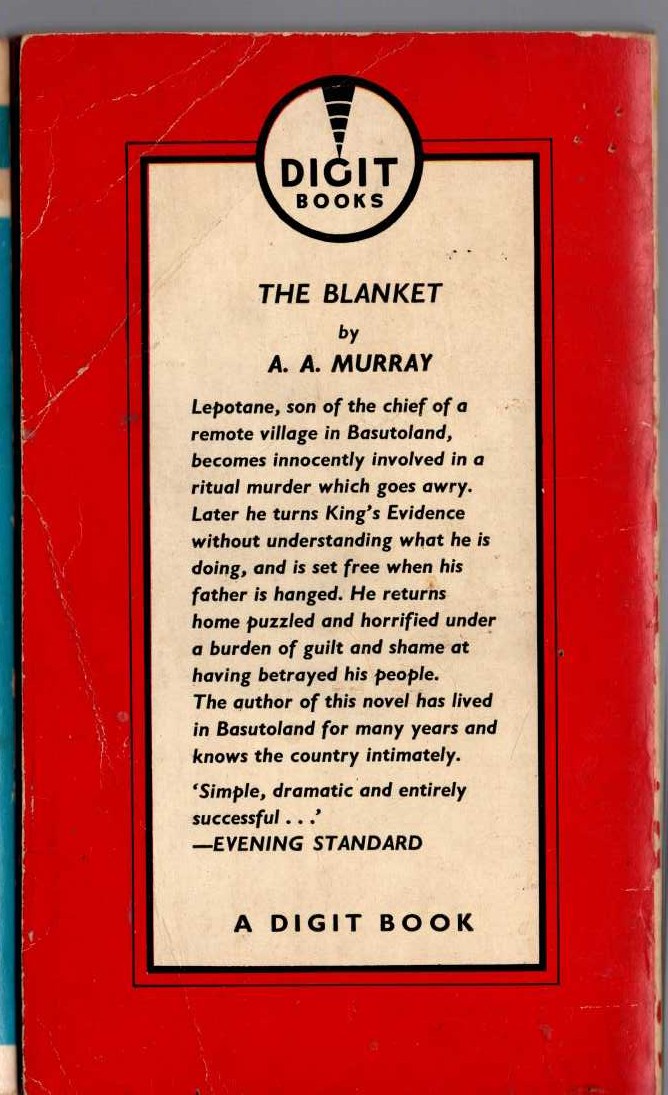 DIGIT
BOOKS
THE BLANKET
by
A. A. MURRAY
Lepotane, son of the chief of a
remote village in Basutoland,
becomes innocently involved in a
ritual murder which goes awry.
Later he turns King's Evidence
without understanding what he is
doing, and is set free when his
father is hanged. He returns
home puzzled and horrified under
a burden of guilt and shame at
having betrayed his people.
The author of this novel has lived
in Basutoland for many years and
knows the country intimately.
‘Simple, dramatic and entirely
successful . . .’
—EVENING STANDARD
A DIGIT BOOK